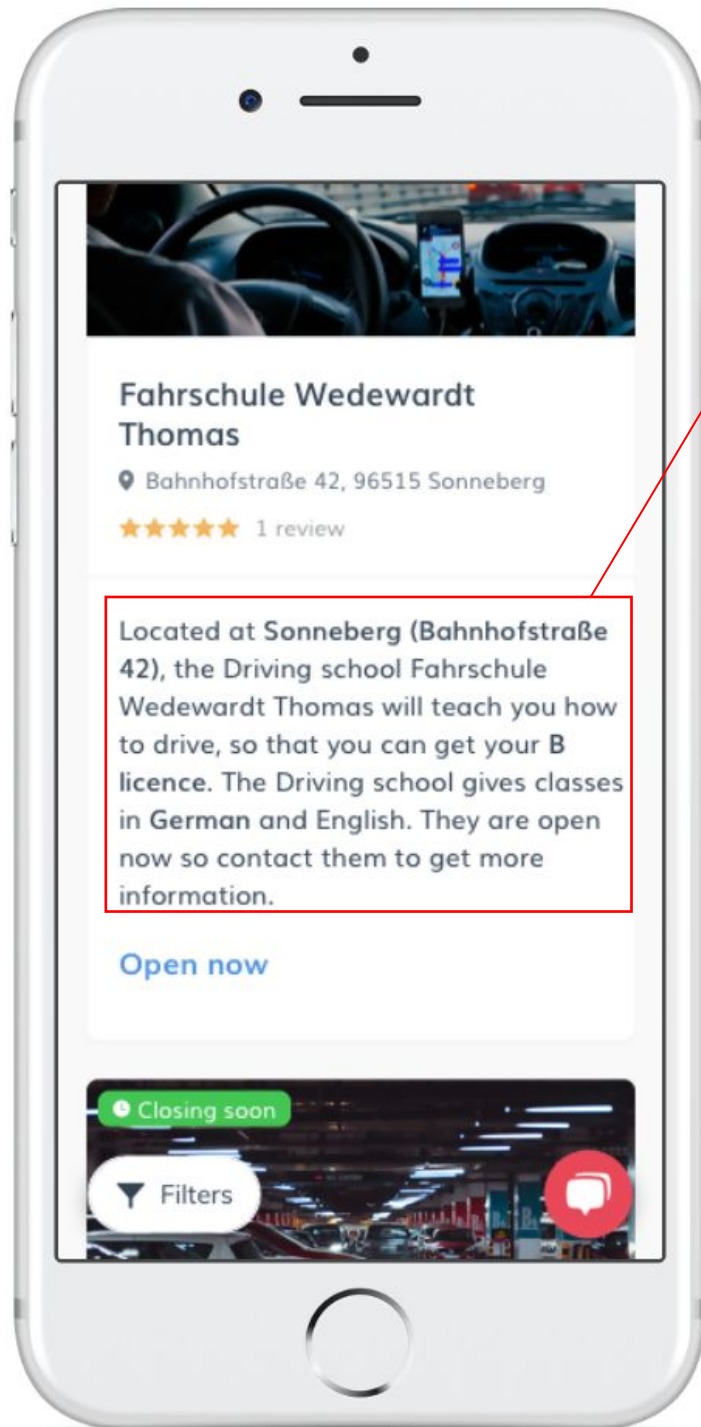 Fahrschule Wedewardt
Thomas
Bahnhofstraße 42, 96515 Sonneberg
1 review
Located at Sonneberg (Bahnhofstraße
42), the Driving school Fahrschule
Wedewardt Thomas will teach you how
to drive, so that you can get your B
licence. The Driving school gives classes
in German and English. They are open
now so contact them to get more
information.
Open now
Closing soon
Filters